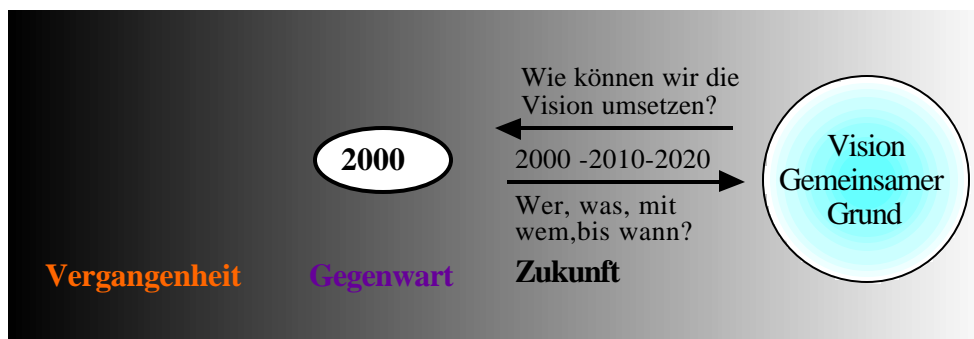 Wie können wir die
Vision umsetzen?
2000
2000 -2010-2020
Vision
Gemeinsamer
Grund
Wer, was, mit
wem,bis wann?
Vergangenheit
Gegenwart
Zukunft